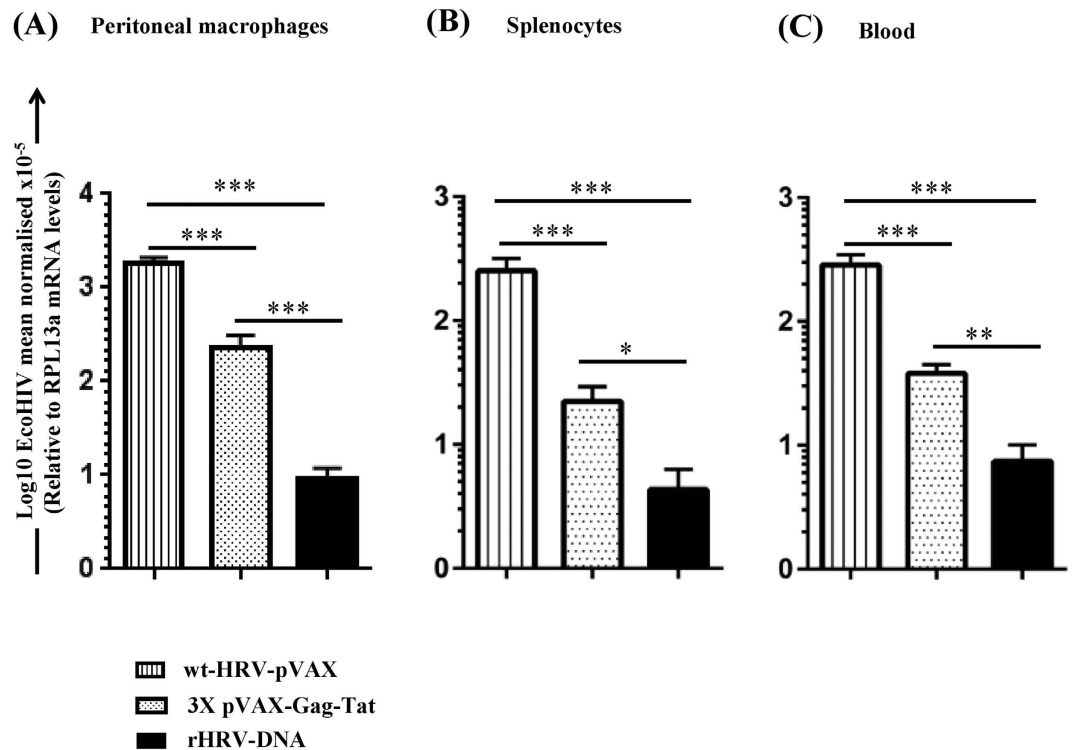 (A) Peritoneal macrophages
(B) Splenocytes
(C) Blood
Log10 EcoHIV mean normalised x10-5
(Relative to RPL13a mRNA levels)
4
3
2
1
0
***
***
***
3
2
1
0
***
***
*
3
2
1
0
***
***
**
wt-HRV-pVAX
3X pVAX-Gag-Tat
rHRV-DNA